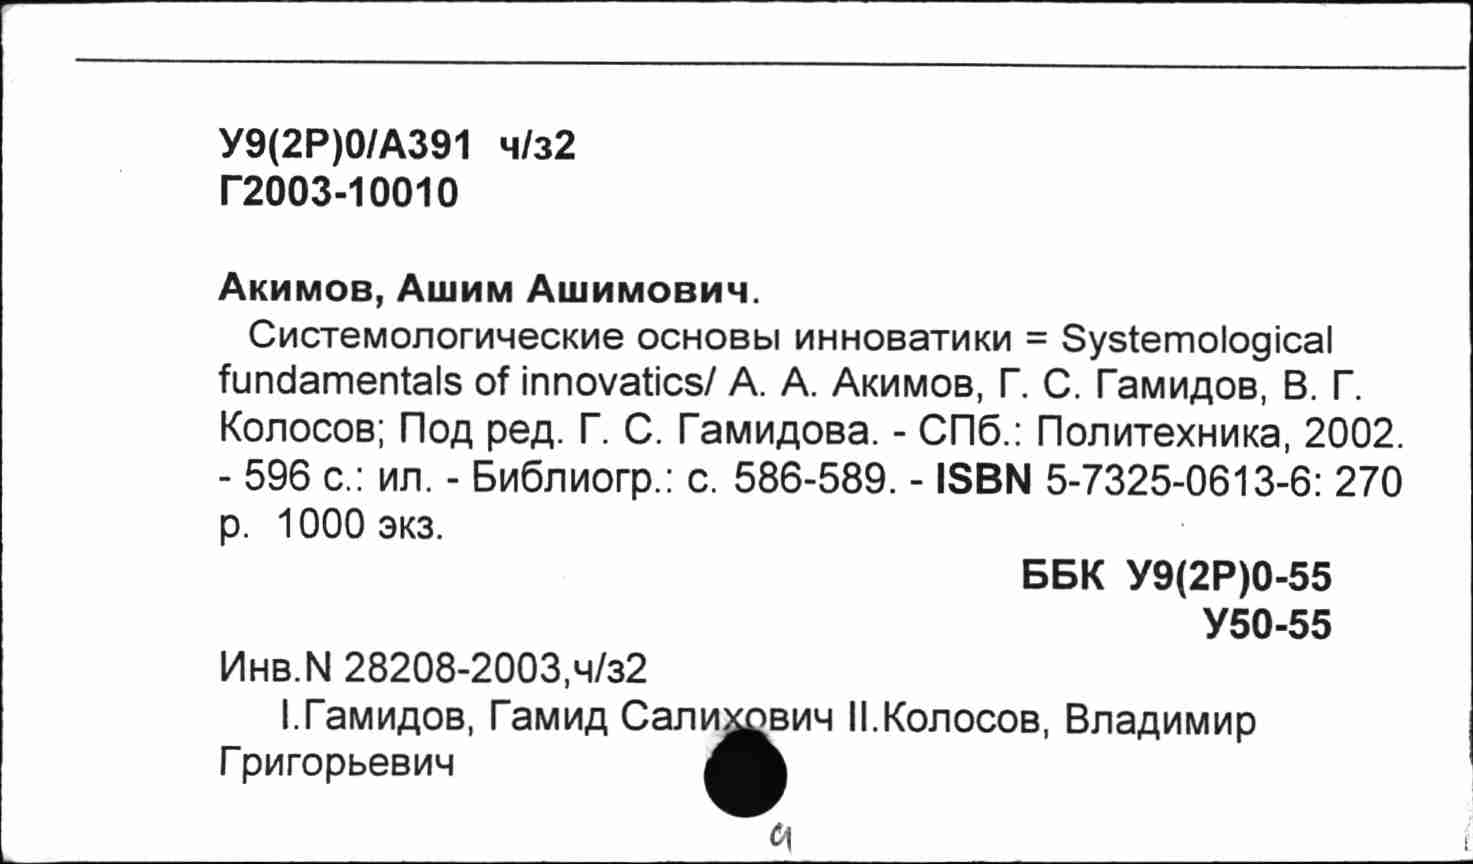 У9(2Р)0/А391 ч/з2
Г2003-10010
Акимов, Ашим Ашимович.
Системологические основы инноватики = Systemological
fundamentals of innovatics/ А. А. Акимов, Г. С. Гамидов, В. Г.
Колосов; Под ред. Г. С. Гамидова. - СПб.: Политехника, 2002.
- 596 с.: ил. - Библиогр.: с. 586-589. - ISBN 5-7325-0613-6: 270
р. 1000 экз.
ББК У9(2Р)0-55
У50-55
Инв.N 28208-2003,ч/з2
I.Гамидов, Гамид Салихович II.Колосов, Владимир
Григорьевич